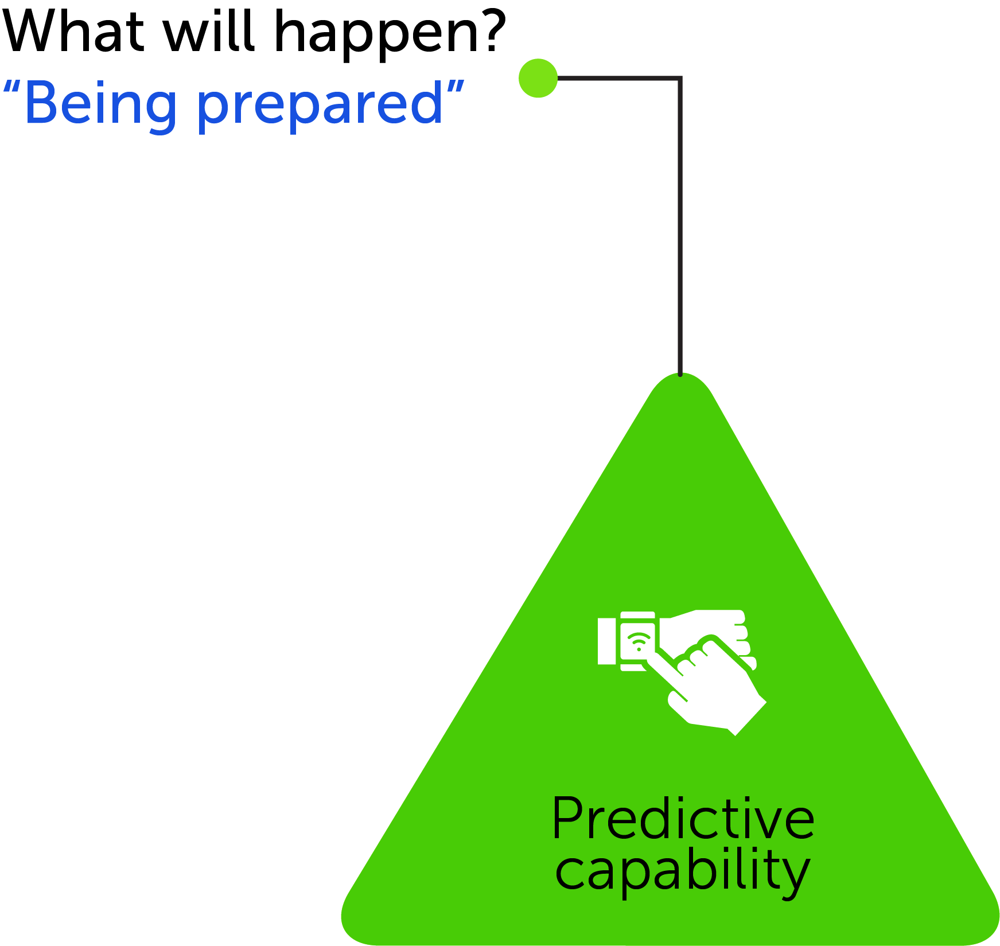 What will happen?
“Being prepared”
Predictive
capability